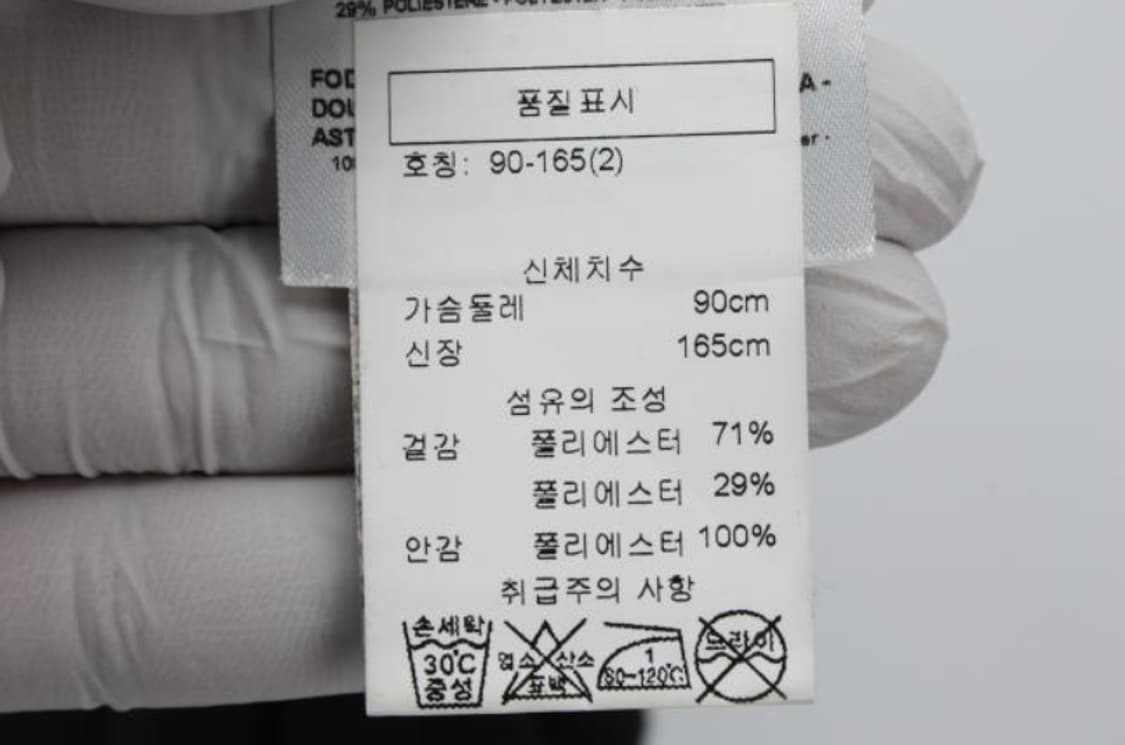 29% POLIESTERE
FOD
DOU
AST
10
A -
er ·
품질표시
호칭: 90-165(2)
신체치수
가슴둘레 90cm
신장 165cm
섬유의 조성
겉감 폴리에스터 71%
폴리에스터 29%
안감 폴리에스터 100%
취급주의 사항
손세탁
30℃
중성
염소 산소
표백
1
80~120℃
드라이